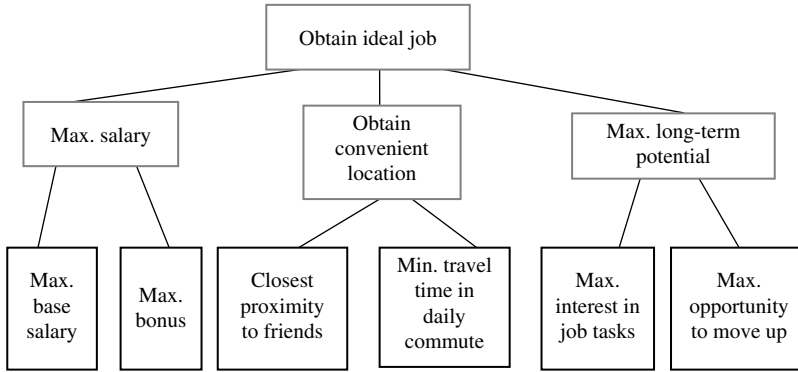 Obtain ideal job
Max. salary
Obtain
convenient
location
Max. long-term
potential
Max.
base
salary
Max.
bonus
Closest
proximity
to friends
Min. travel
time in
daily
commute
Max.
interest in
job tasks
Max.
opportunity
to move up